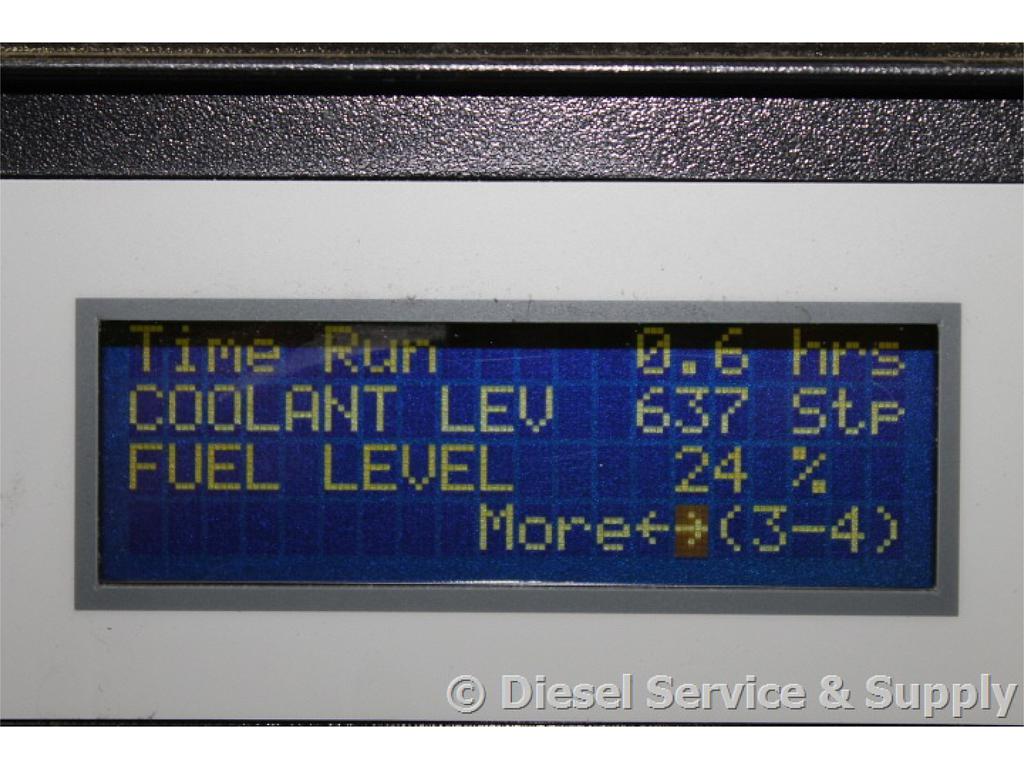 Time Run 0.6 hrs
COOLANT LEV 637 Stp
FUEL LEVEL 24 %
More←→(3-4)
© Diesel Service & Supply